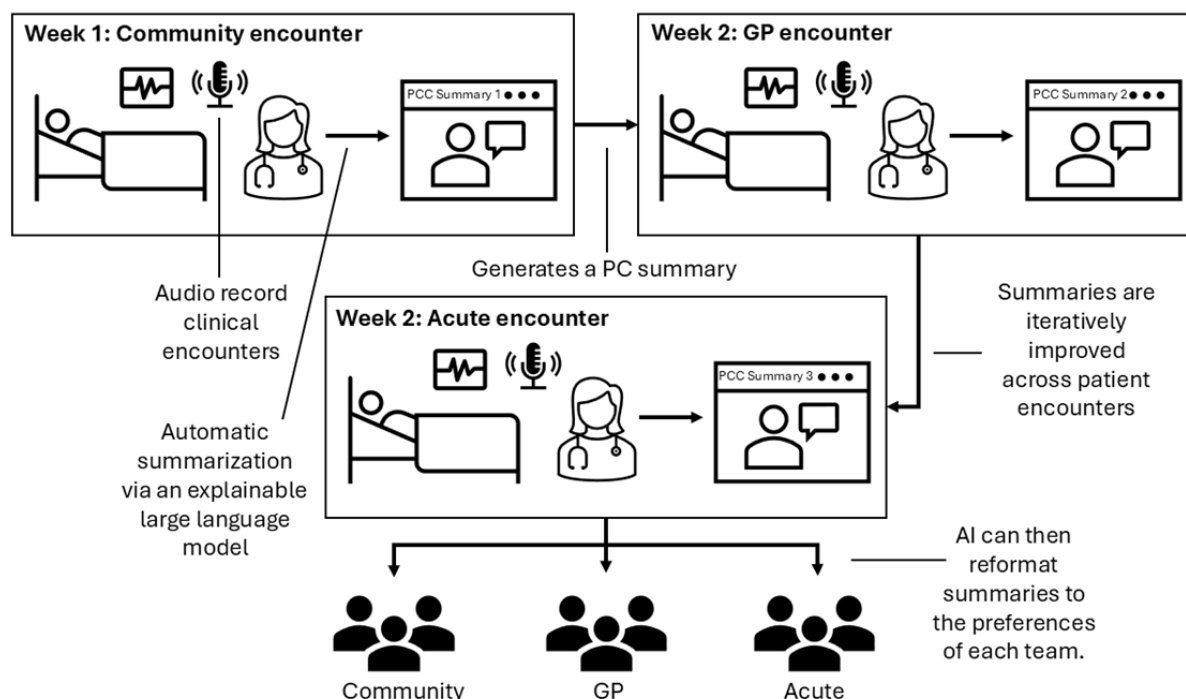 Week 1: Community encounter
PCC Summary 1
Week 2: GP encounter
PCC Summary 2
Generates a PC summary
Audio record
clinical
encounters
Automatic
summarization
via an explainable
large language
model
Week 2: Acute encounter
PCC Summary 3
Summaries are
iteratively
improved
across patient
encounters
AI can then
reformat
summaries to
the preferences
of each team.
Community
GP
Acute